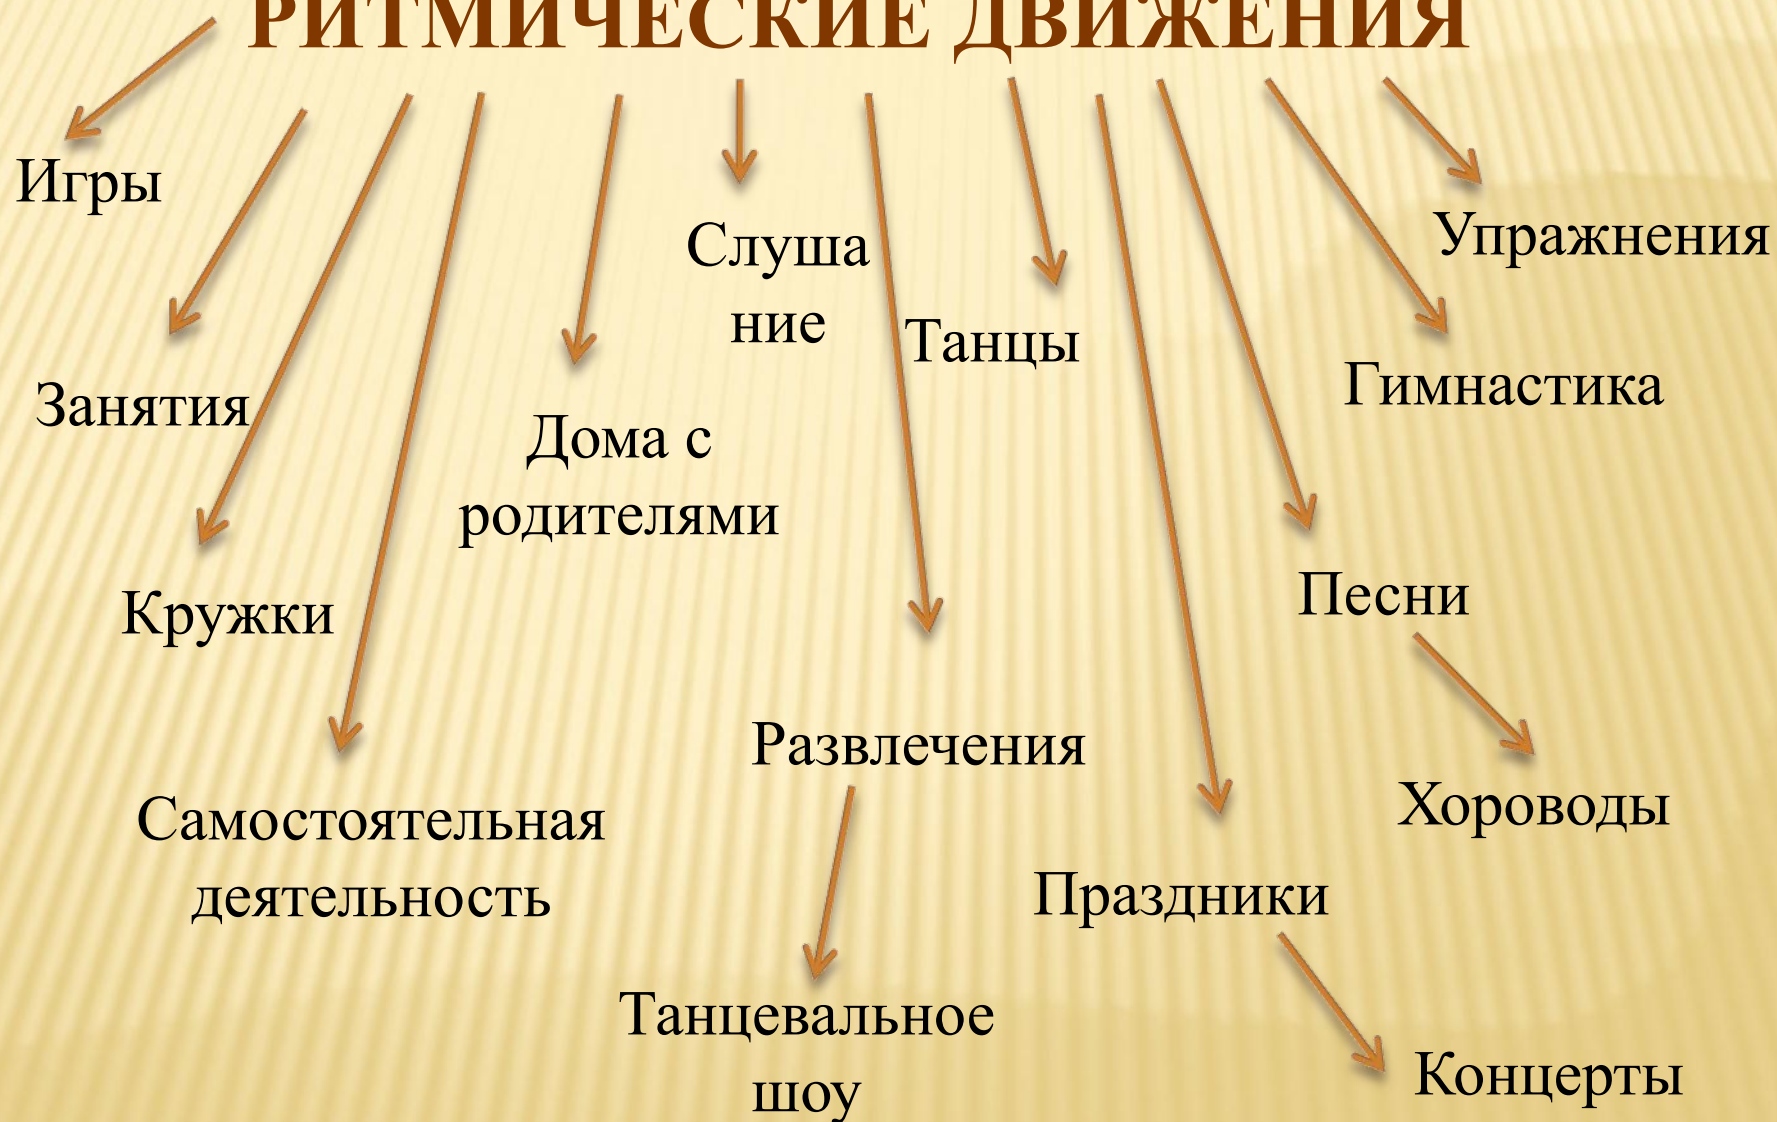 РИТМИЧЕСКИЕ ДВИЖЕНИЯ
Игры
Упражнения
Слуша
ние
Танцы
Гимнастика
Занятия
Дома с
родителями
Кружки
Песни
Развлечения
Хороводы
Самостоятельная
деятельность
Праздники
Танцевальное
шоу
Концерты